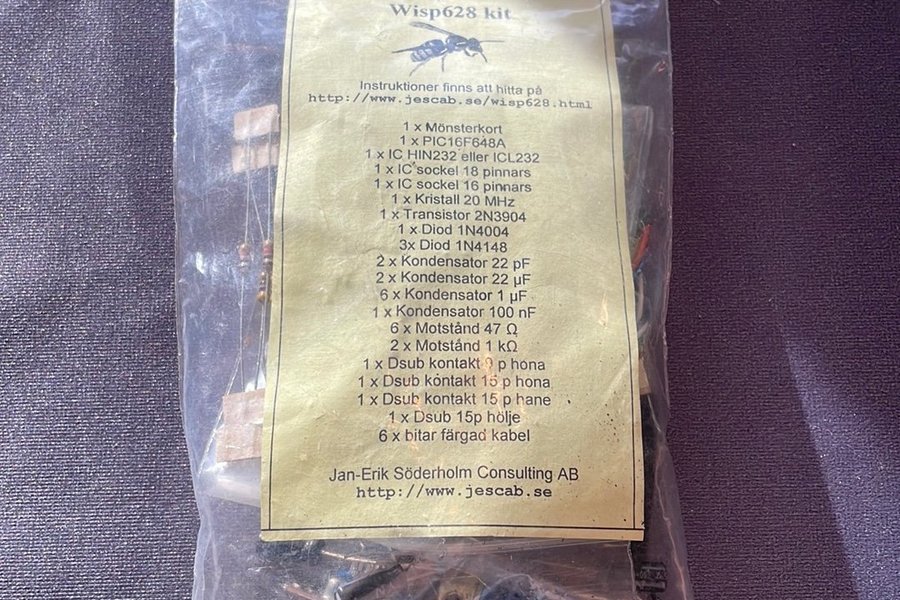 Wisp628 kit
Instruktioner finns att hitta på
http://www.jescab.se/wisp628.html
1 x Mönsterkort
1 x PIC16F648A
1 x IC HIN232 eller ICL232
1 x IC sockel 18 pinnars
1 x IC sockel 16 pinnars
1 x Kristall 20 MHz
1 x Transistor 2N3904
1 x Diod 1N4004
3x Diod 1N4148
2 x Kondensator 22 pF
2 x Kondensator 22 µF
6 x Kondensator 1 µF
1 x Kondensator 100 nF
6 x Motstånd 47 Ω
2 x Motstånd 1 kΩ
1 x Dsub kontakt 9 p hona
1 x Dsub kontakt 15 p hona
1 x Dsub kontakt 15 p hane
1 x Dsub 15p hölje
6 x bitar färgad kabel
Jan-Erik Söderholm Consulting AB
http://www.jescab.se